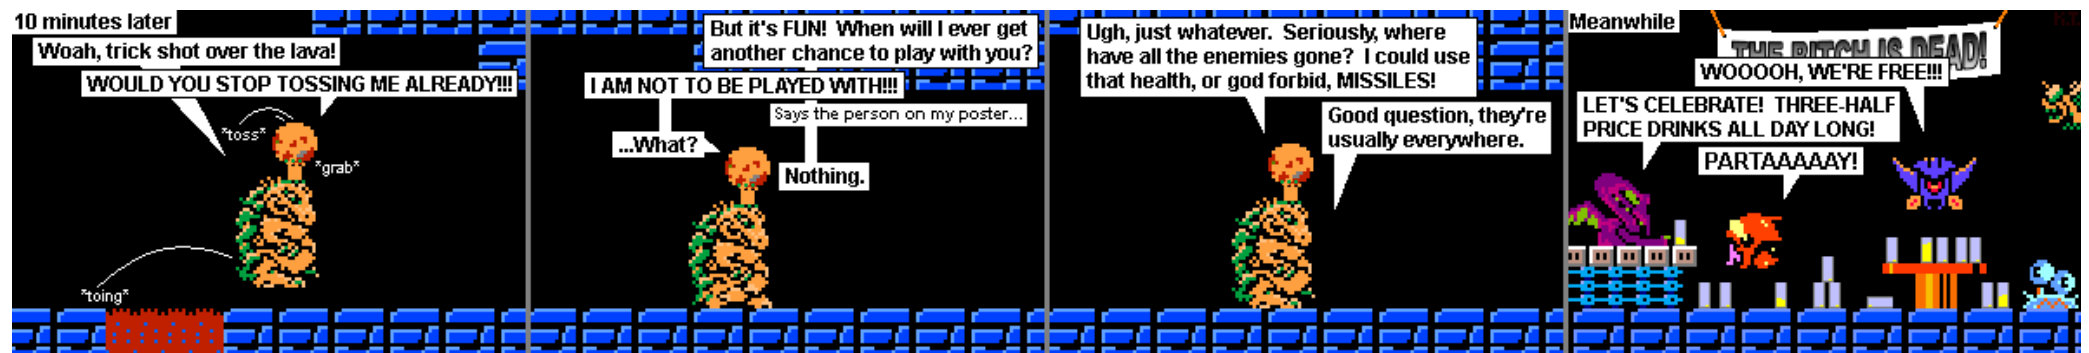 10 minutes later
Woah, trick shot over the lava!
WOULD YOU STOP TOSSING ME ALREADY!!!
*toss*
*grab*
*toing*
But it's FUN! When will I ever get
another chance to play with you?
I AM NOT TO BE PLAYED WITH!!!
Says the person on my poster...
...What?
Nothing.
Ugh, just whatever. Seriously, where
have all the enemies gone? I could use
that health, or god forbid, MISSILES!
Good question, they're
usually everywhere.
Meanwhile
THE BITCH IS DEAD!
WOOOOH, WE'RE FREE!!!
LET'S CELEBRATE! THREE-HALF
PRICE DRINKS ALL DAY LONG!
PARTAAAAAY!